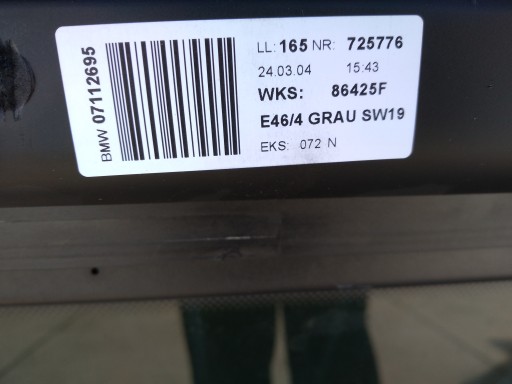 BMW 07112695
LL: 165 NR: 725776
24.03.04 15:43
WKS: 86425F
E46/4 GRAU SW19
EKS: 072 N